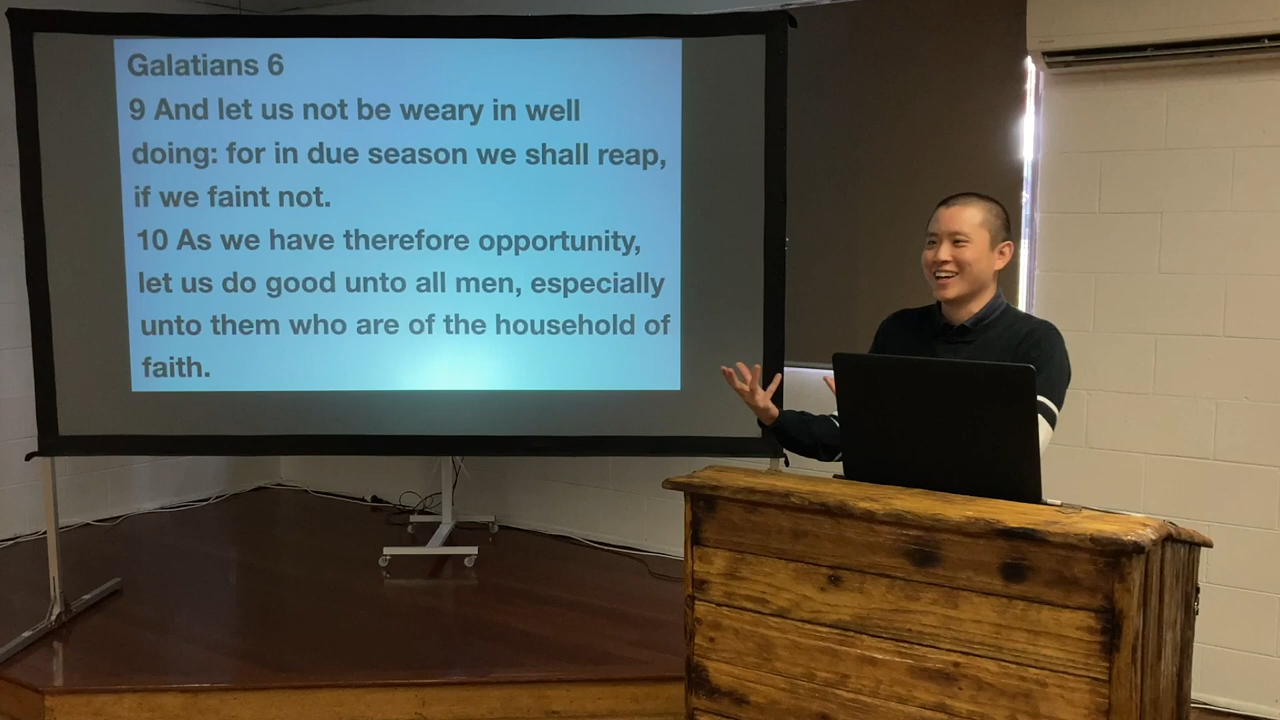 Galatians 6
9 And let us not be weary in well
doing: for in due season we shall reap,
if we faint not.
10 As we have therefore opportunity,
let us do good unto all men, especially
unto them who are of the household of
faith.